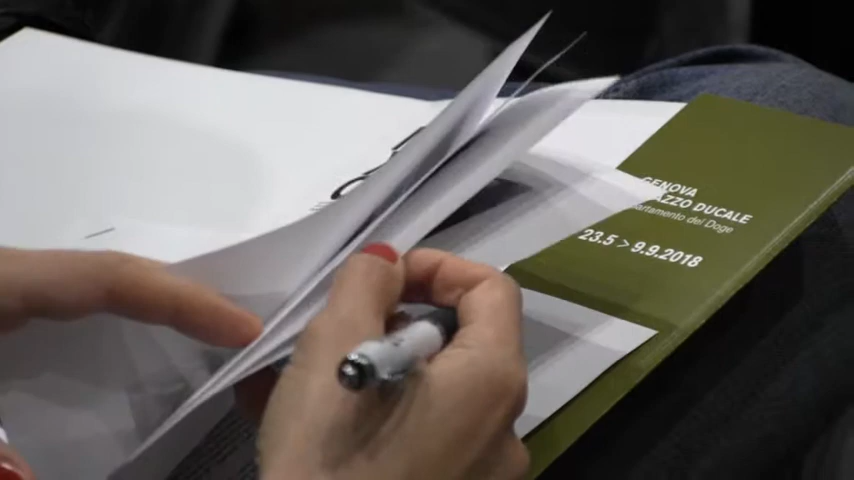 GENOVA
AZZO DUCALE
partamento del Doge
23.5 > 9.9.2018